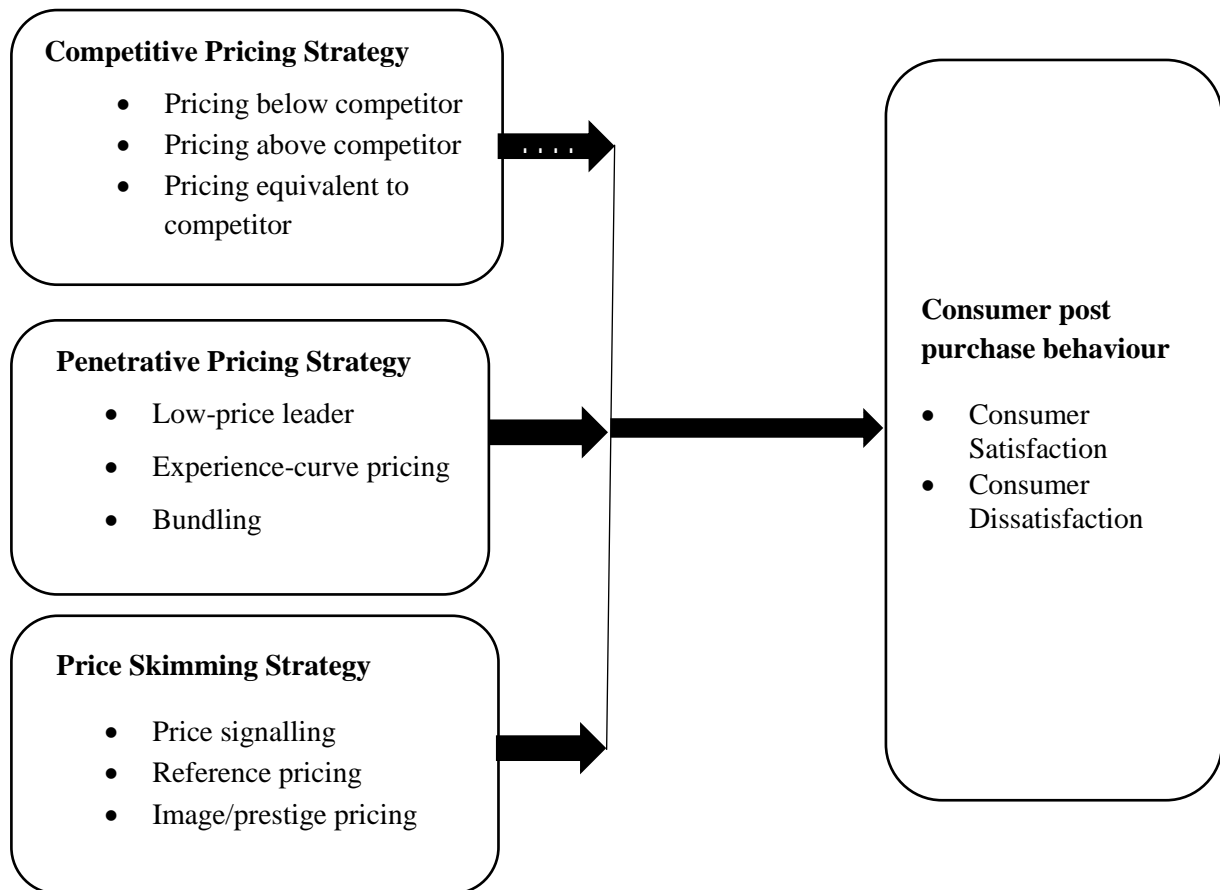 Competitive Pricing Strategy
• Pricing below competitor
• Pricing above competitor
• Pricing equivalent to
competitor
Penetrative Pricing Strategy
• Low-price leader
• Experience-curve pricing
• Bundling
Price Skimming Strategy
• Price signalling
• Reference pricing
• Image/prestige pricing
. . . .
Consumer post
purchase behaviour
• Consumer
Satisfaction
• Consumer
Dissatisfaction